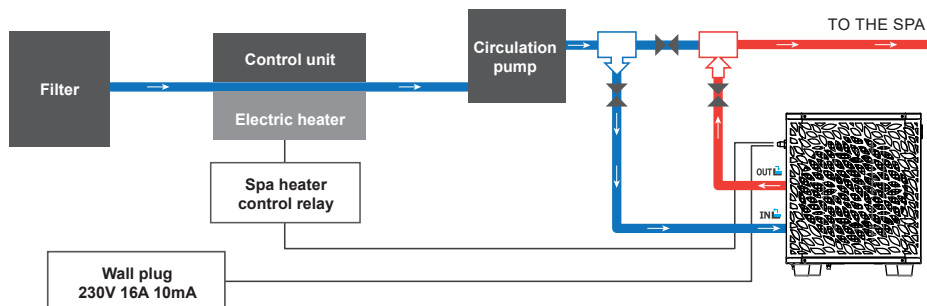 TO THE SPA
Control unit
Circulation
pump
Filter
Electric heater
OUT
Spa heater
control relay
IN
Wall plug
230V 16A 10mA